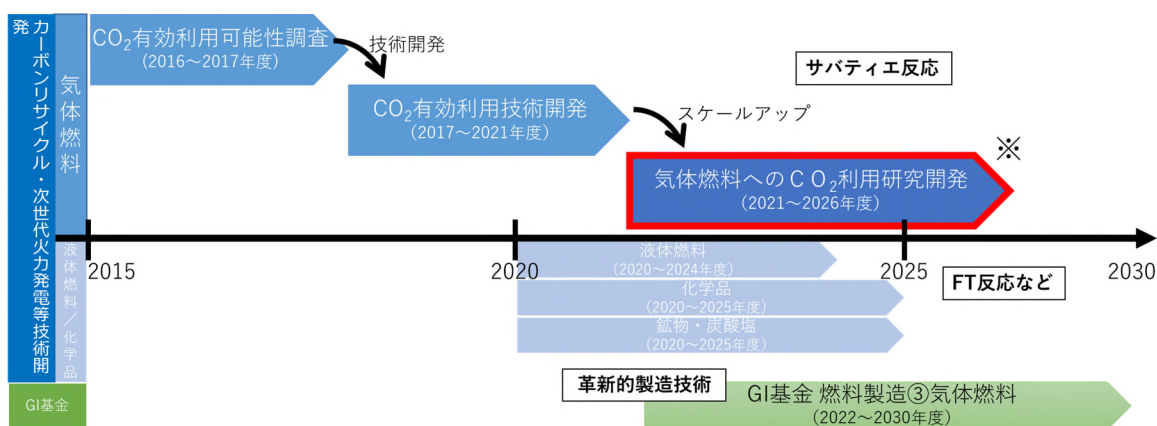 カーボンリサイクル・次世代火力発電等技術開
発
気体燃料
CO₂有効利用可能性調査
(2016～2017年度)
技術開発
サバティエ反応
CO₂有効利用技術開発
(2017～2021年度)
スケールアップ
※
気体燃料へのCO₂利用研究開発
(2021～2026年度)
2015
2020
2025
2030
液体燃料／化学品
液体燃料
(2020～2024年度)
FT反応など
化学品
(2020～2025年度)
鉱物・炭酸塩
(2020～2025年度)
革新的製造技術
GI基金
GI基金 燃料製造③気体燃料
(2022～2030年度)